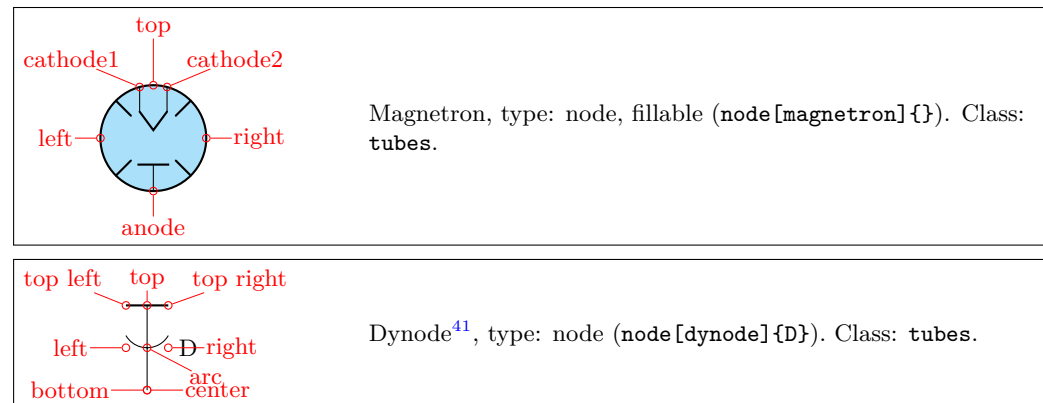 top
cathode1 cathode2
left right
anode
Magnetron, type: node, fillable (node[magnetron]{}). Class:
tubes.
top left top top right
left D right
arc
bottom center
Dynode41, type: node (node[dynode]{D}). Class: tubes.